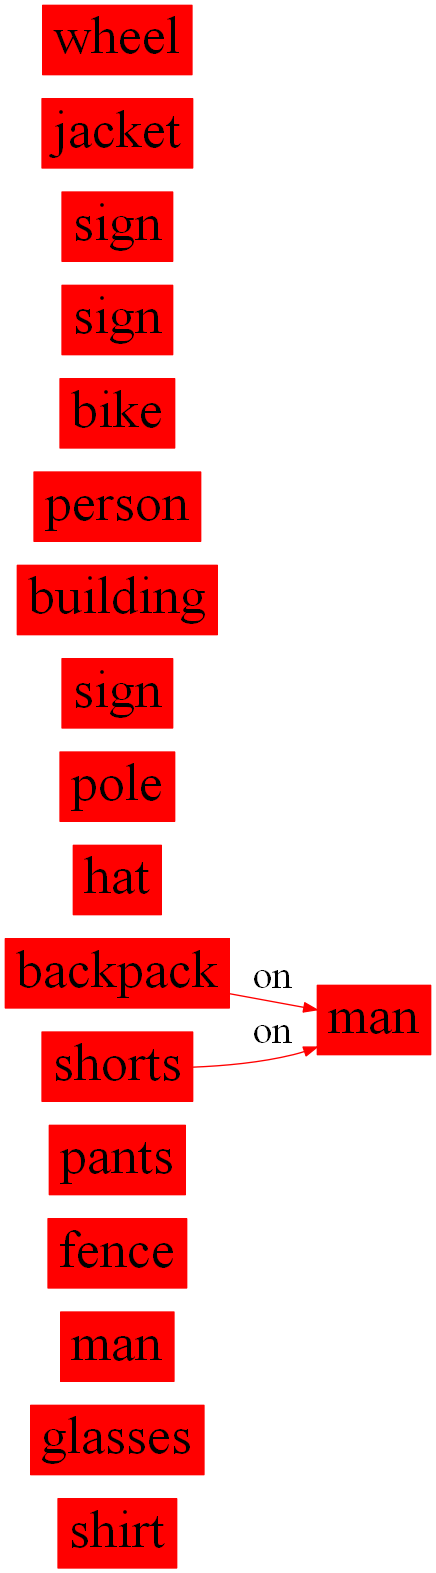 wheel
jacket
sign
sign
bike
person
building
sign
pole
hat
backpack
on
man
shorts
on
pants
fence
man
glasses
shirt